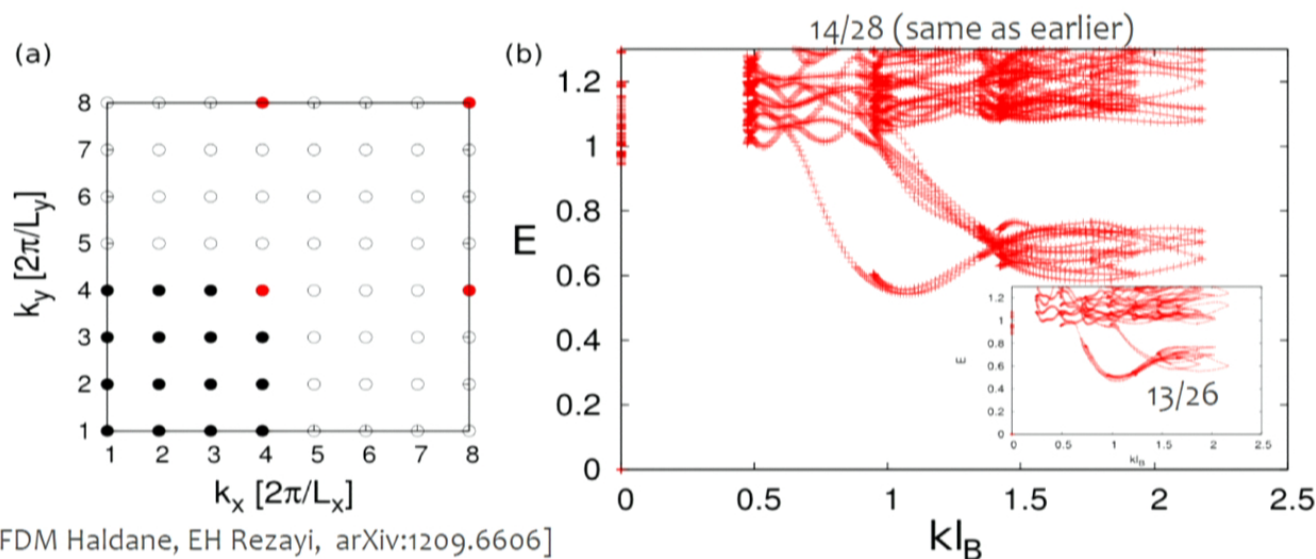 14/28 (same as earlier)
(a)
(b)
8
7
6
5
4
3
2
1
k_y [2π/L_y]
1 2 3 4 5 6 7 8
k_x [2π/L_x]
FDM Haldane, EH Rezayi, arXiv:1209.6606]
E
1.2
1
0.8
0.6
0.4
0.2
0
0 0.5 1 1.5 2 2.5
kl_B
E
1.2
1
0.8
0.6
0.4
0.2
0
13/26
0 0.5 1 1.5 2 2.5
kl_B